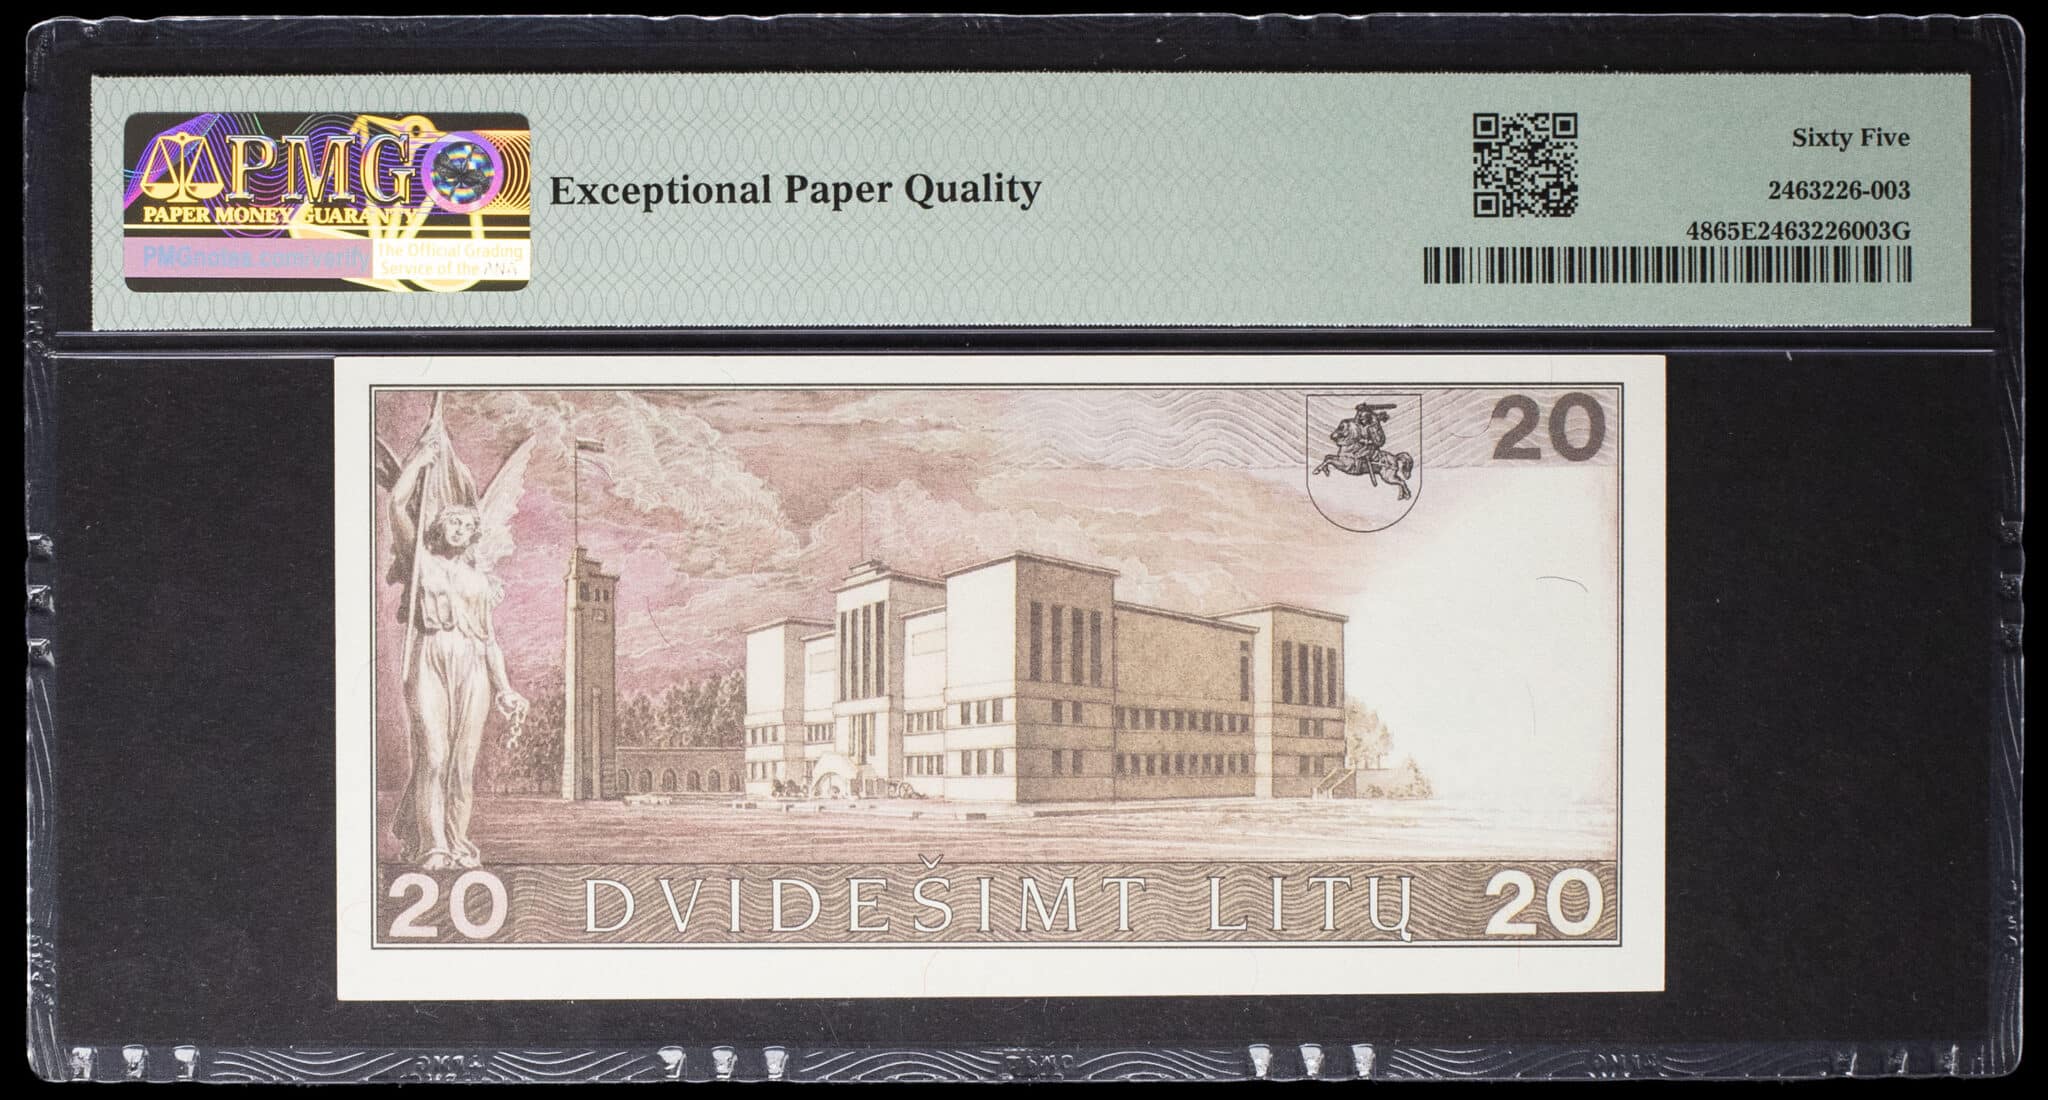 PMG
PAPER MONEY GUARANTY
PMGnotes.com/verify
The Official Grading
Service of the ANA
Exceptional Paper Quality
Sixty Five
2463226-003
4865E2463226003G
20
20 DVIDEŠIMT LITŲ 20